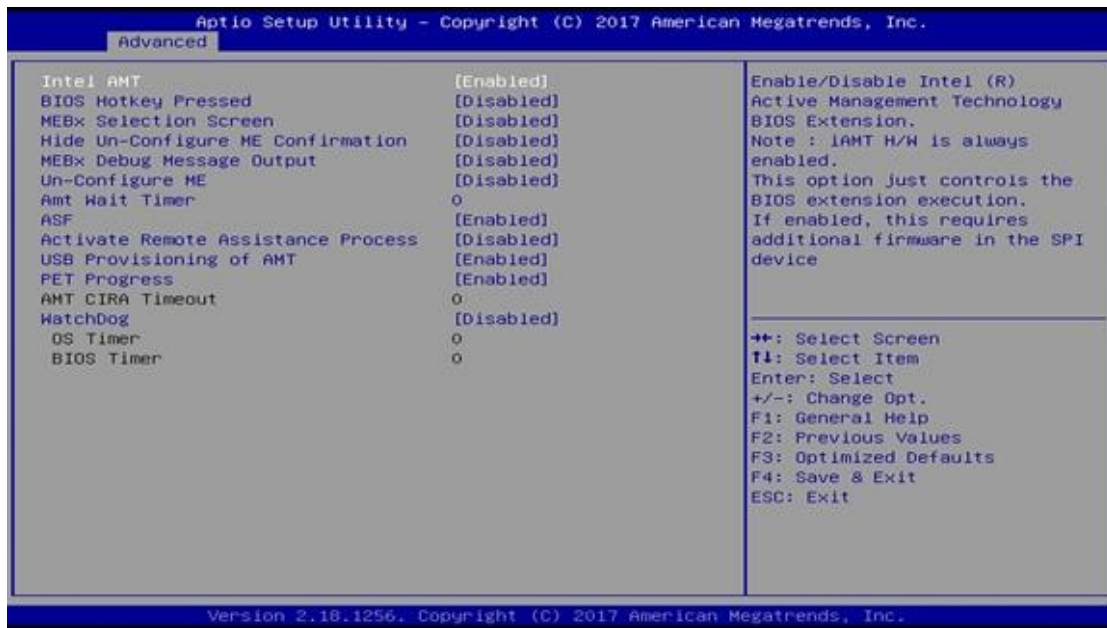 Aptio Setup Utility – Copyright (C) 2017 American Megatrends, Inc.
Advanced
Intel AMT [Enabled]
BIOS Hotkey Pressed [Disabled]
MEBx Selection Screen [Disabled]
Hide Un-Configure ME Confirmation [Disabled]
MEBx Debug Message Output [Disabled]
Un-Configure ME [Disabled]
Amt Wait Timer 0
ASF [Enabled]
Activate Remote Assistance Process [Disabled]
USB Provisioning of AMT [Enabled]
PET Progress [Enabled]
AMT CIRA Timeout 0
WatchDog [Disabled]
OS Timer 0
BIOS Timer 0
Enable/Disable Intel (R)
Active Management Technology
BIOS Extension.
Note : iAMT H/W is always
enabled.
This option just controls the
BIOS extension execution.
If enabled, this requires
additional firmware in the SPI
device
→←: Select Screen
↑↓: Select Item
Enter: Select
+/-: Change Opt.
F1: General Help
F2: Previous Values
F3: Optimized Defaults
F4: Save & Exit
ESC: Exit
Version 2.18.1256. Copyright (C) 2017 American Megatrends, Inc.